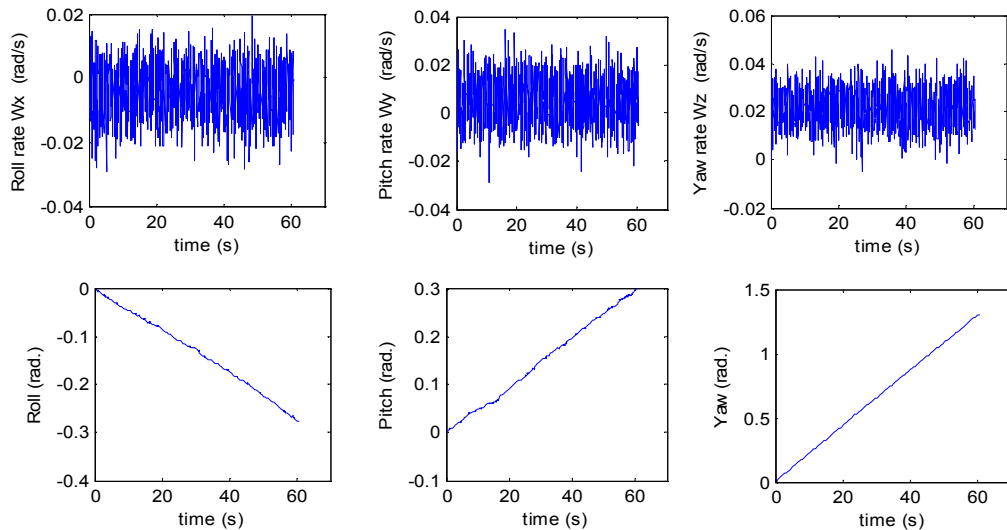 Roll rate Wx (rad/s)
0.02
0
-0.02
-0.04
0 20 40 60
time (s)
Pitch rate Wy (rad/s)
0.04
0.02
0
-0.02
-0.04
0 20 40 60
time (s)
Yaw rate Wz (rad/s)
0.06
0.04
0.02
0
-0.02
0 20 40 60
time (s)
Roll (rad.)
0
-0.1
-0.2
-0.3
-0.4
0 20 40 60
time (s)
Pitch (rad.)
0.3
0.2
0.1
0
-0.1
0 20 40 60
time (s)
Yaw (rad.)
1.5
1
0.5
0
0 20 40 60
time (s)